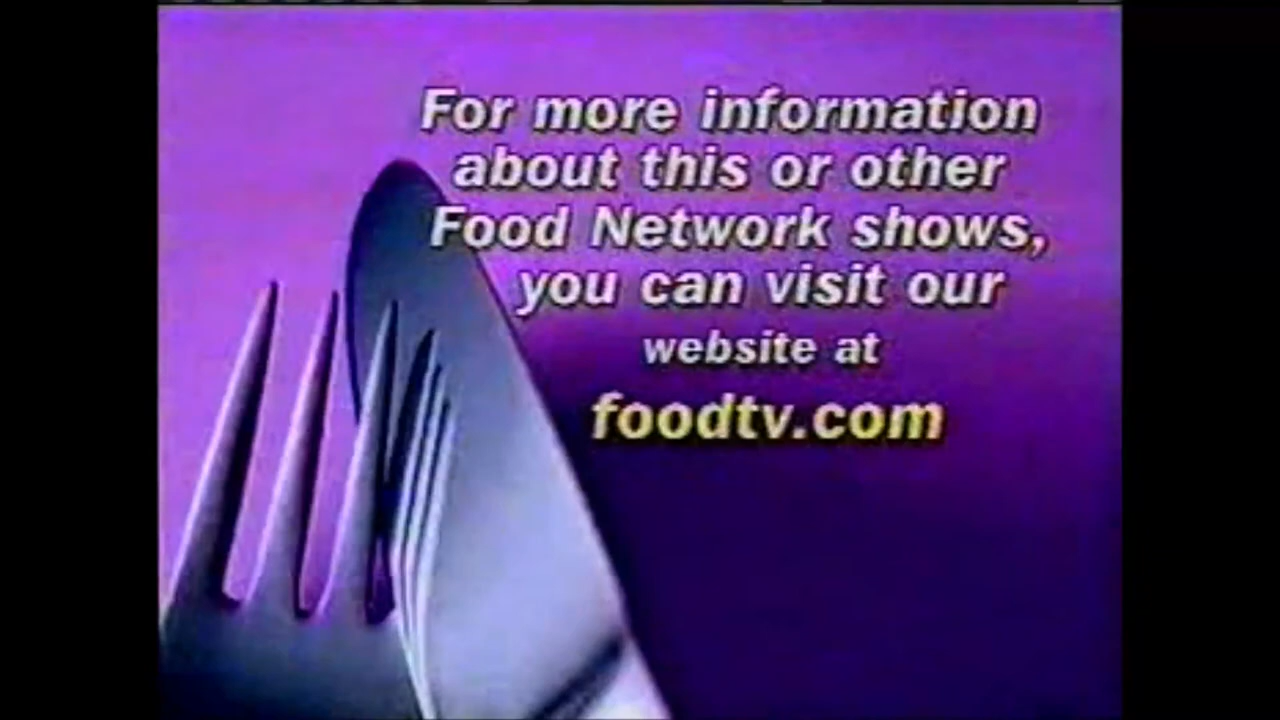 For more information
about this or other
Food Network shows,
you can visit our
website at
foodtv.com